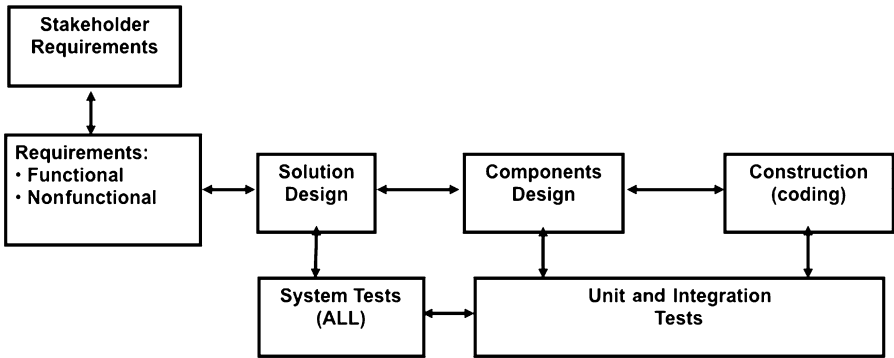 Stakeholder
Requirements
Requirements:
• Functional
• Nonfunctional
Solution
Design
Components
Design
Construction
(coding)
System Tests
(ALL)
Unit and Integration
Tests